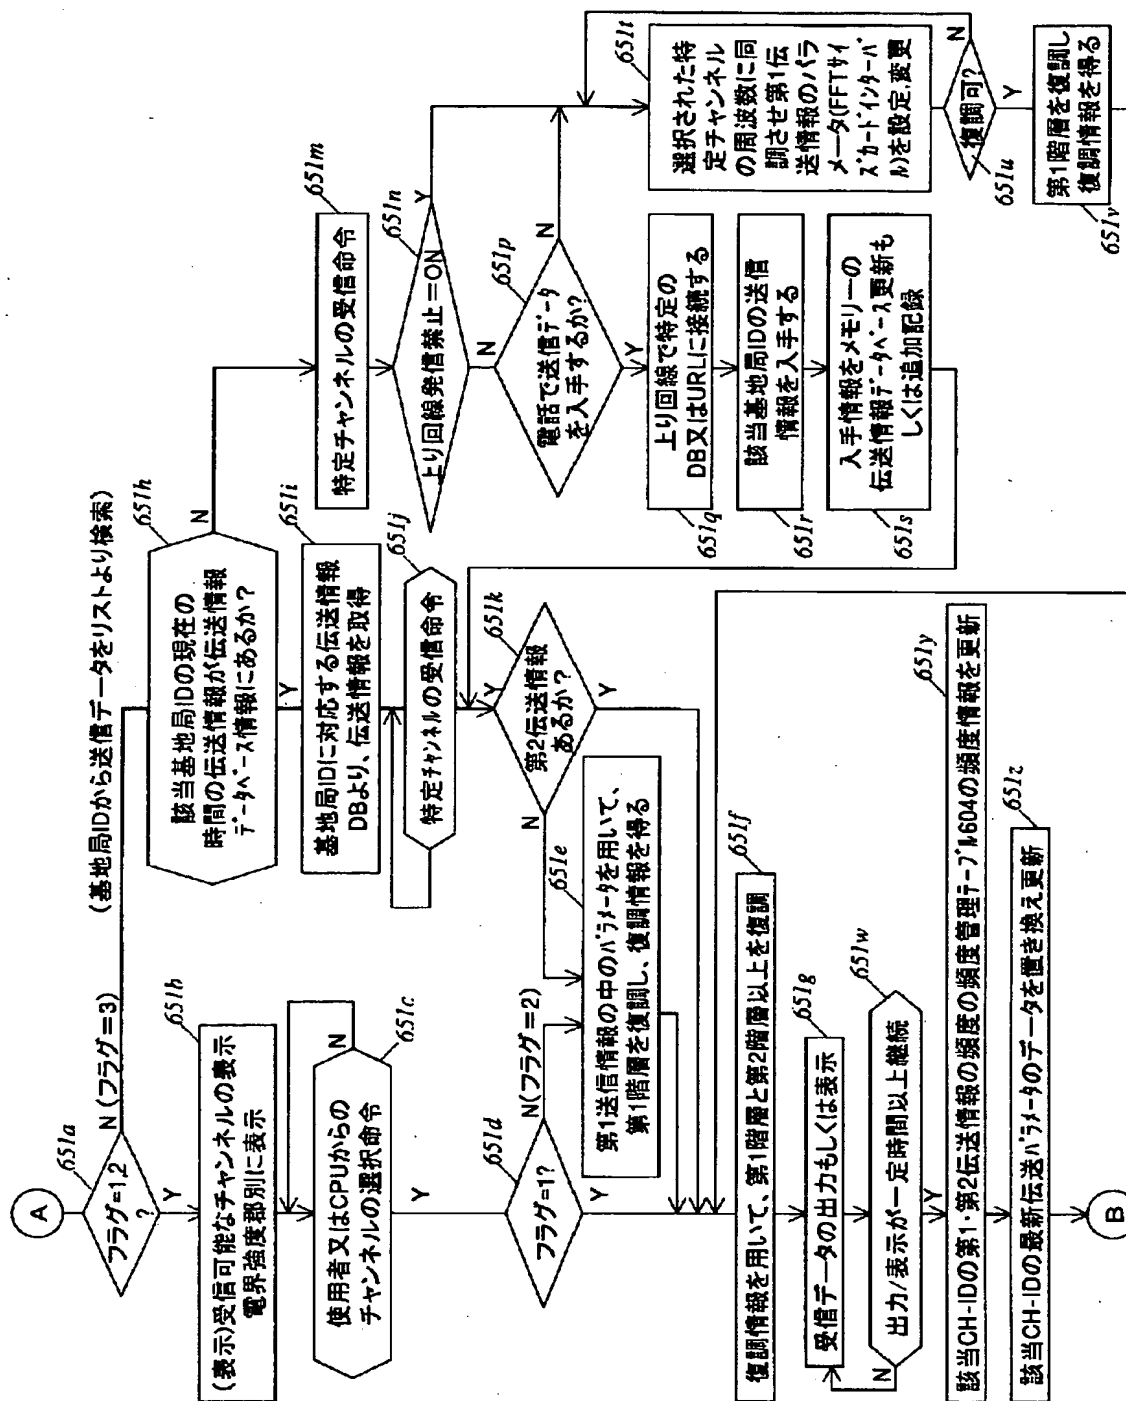 A
651a
フラグ=1,2
?
N(フラグ=3)
Y
(基地局IDから送信データをリストより検索)
651b
(表示)受信可能なチャンネルの表示
電界強度郡別に表示
651c
使用者又はCPUからの
チャンネルの選択命令
N
Y
651d
フラグ=1?
N(フラグ=2)
Y
651e
第1送信情報の中のパラメータを用いて、
第1階層を復調し、復調情報を得る
651f
復調情報を用いて、第1階層と第2階層以上を復調
651g
受信データの出力もしくは表示
651w
出力/表示が一定時間以上継続
N
Y
651y
該当CH-IDの第1・第2伝送情報の頻度の頻度管理テーブル604の頻度情報を更新
651z
該当CH-IDの最新伝送パラメータのデータを置き換え更新
B
651h
該当基地局IDの現在の
時間の伝送情報が伝送情報
データベース情報にあるか?
N
Y
651i
基地局IDに対応する伝送情報
DBより、伝送情報を取得
651j
特定チャンネルの受信命令
Y
651k
第2伝送情報
あるか?
N
Y
651m
特定チャンネルの受信命令
651n
上り回線発信禁止=ON
Y
N
651p
電話で送信データ
を入手するか?
N
Y
651q
上り回線で特定の
DB又はURLに接続する
651r
該当基地局IDの送信
情報を入手する
651s
入手情報をメモリーの
伝送情報データベース更新も
しくは追加記録
651t
選択された特
定チャンネル
の周波数に同
調させ第1伝
送情報のパラ
メータ(FFTサイ
ズガードインターバ
ル)を設定,変更
651u
復調可?
N
Y
651v
第1階層を復調し
復調情報を得る